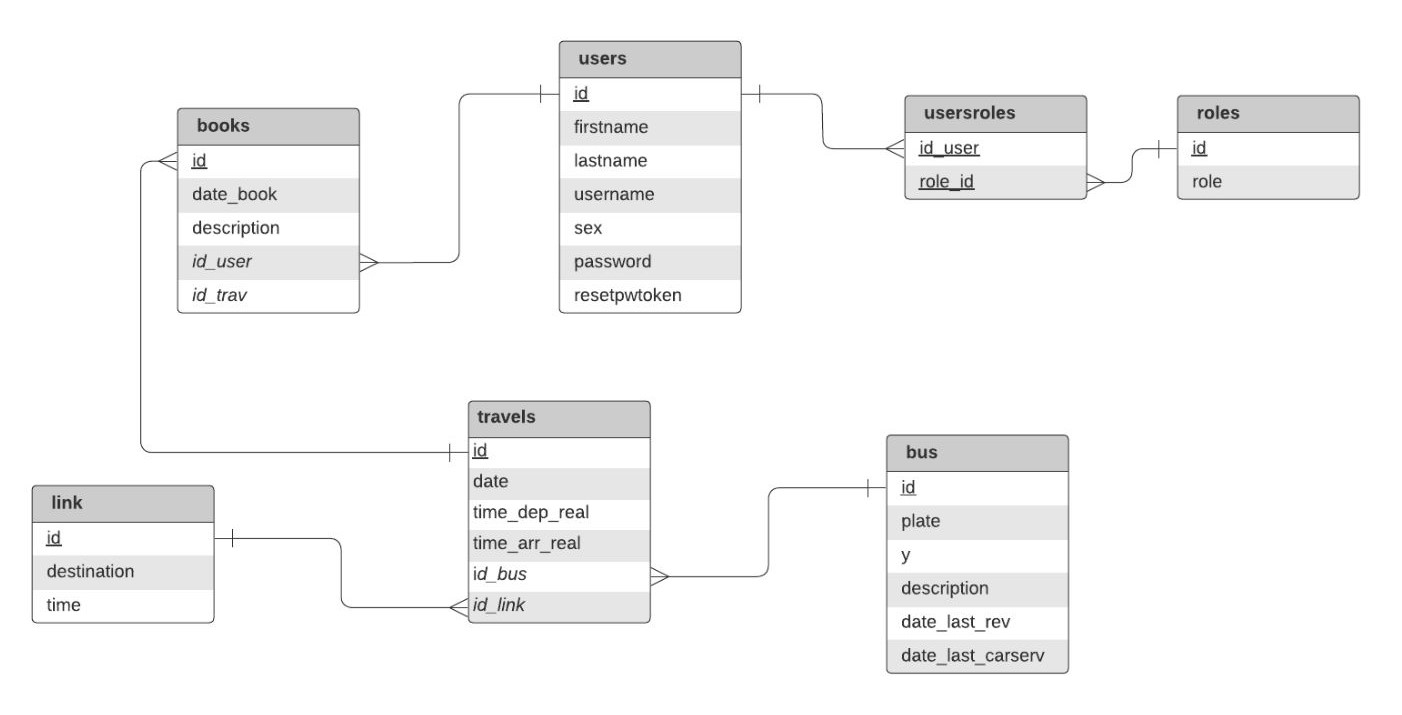 users
id
firstname
lastname
username
sex
password
resetpwtoken
books
id
date_book
description
id_user
id_trav
usersroles
id_user
role_id
roles
id
role
travels
id
date
time_dep_real
time_arr_real
id_bus
id_link
link
id
destination
time
bus
id
plate
y
description
date_last_rev
date_last_carserv